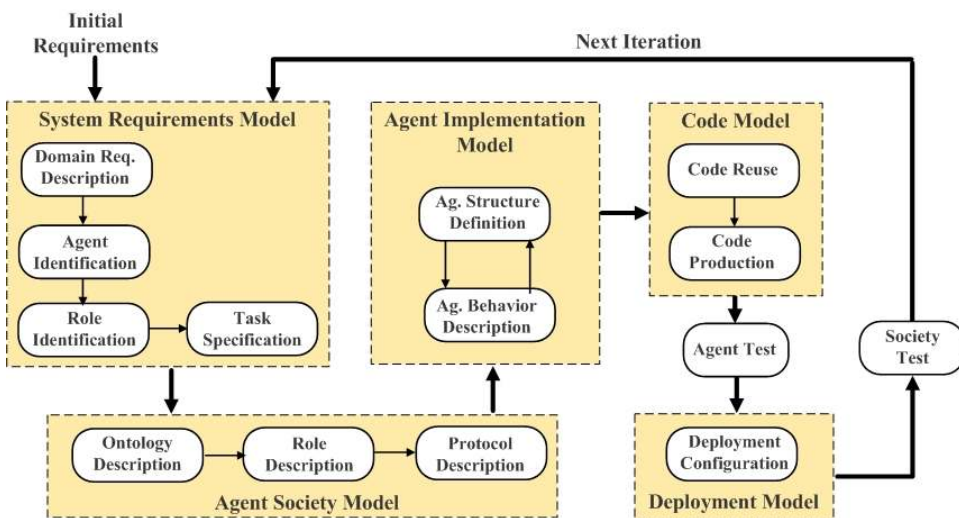 Initial
Requirements
Next Iteration
System Requirements Model
Domain Req.
Description
Agent
Identification
Role
Identification
Task
Specification
Ontology
Description
Role
Description
Protocol
Description
Agent Society Model
Agent Implementation
Model
Ag. Structure
Definition
Ag. Behavior
Description
Code Model
Code Reuse
Code
Production
Agent Test
Deployment
Configuration
Deployment Model
Society
Test